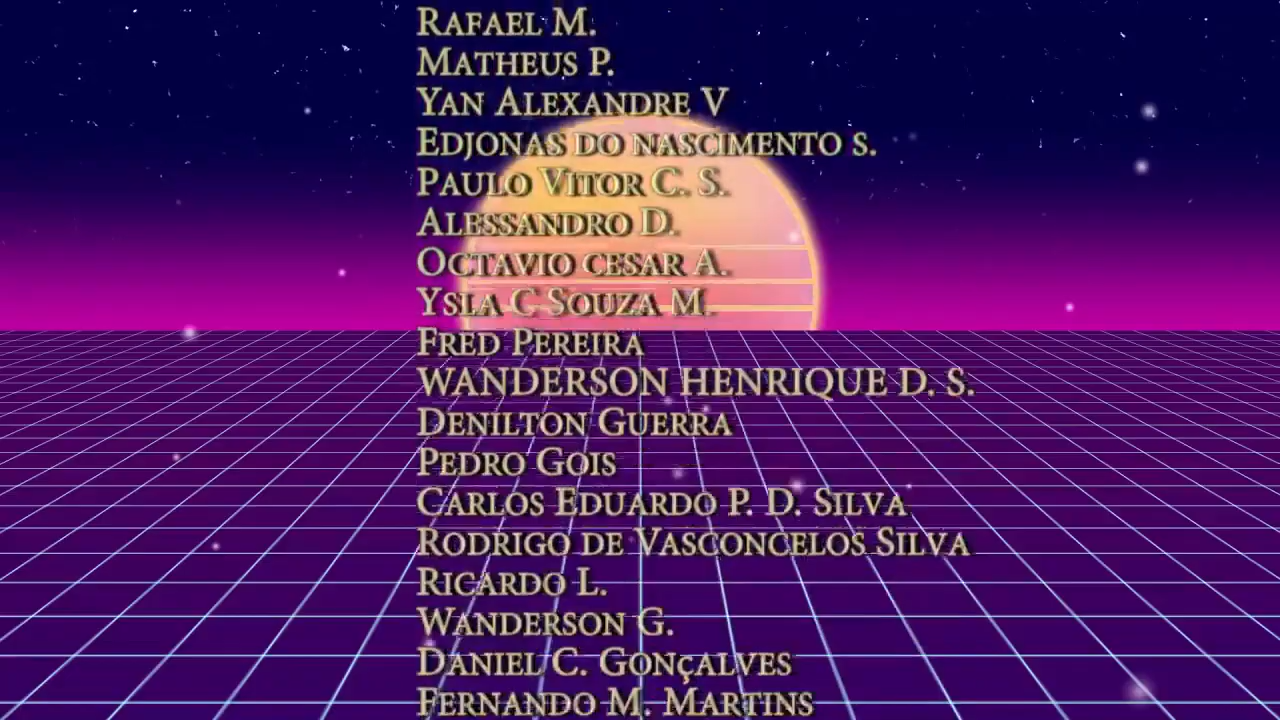 Rafael M.
Matheus P.
Yan Alexandre V
Edjonas do nascimento s.
Paulo Vitor C. S.
Alessandro D.
Octavio cesar A.
Ysla C Souza M.
Fred Pereira
WANDERSON HENRIQUE D. S.
Denilton Guerra
Pedro Gois
Carlos Eduardo P. D. Silva
Rodrigo de Vasconcelos Silva
Ricardo L.
Wanderson G.
Daniel C. Gonçalves
Fernando M. Martins